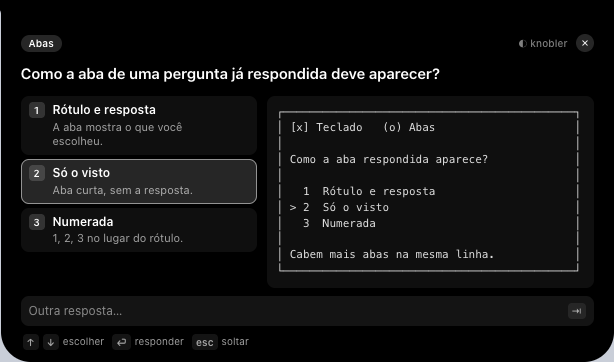 Abas
knobler
Como a aba de uma pergunta já respondida deve aparecer?
1 Rótulo e resposta
A aba mostra o que você
escolheu.
2 Só o visto
Aba curta, sem a resposta.
3 Numerada
1, 2, 3 no lugar do rótulo.
[x] Teclado (o) Abas
Como a aba respondida aparece?
1 Rótulo e resposta
> 2 Só o visto
3 Numerada
Cabem mais abas na mesma linha.
Outra resposta...
↑ ↓ escolher ↵ responder esc soltar